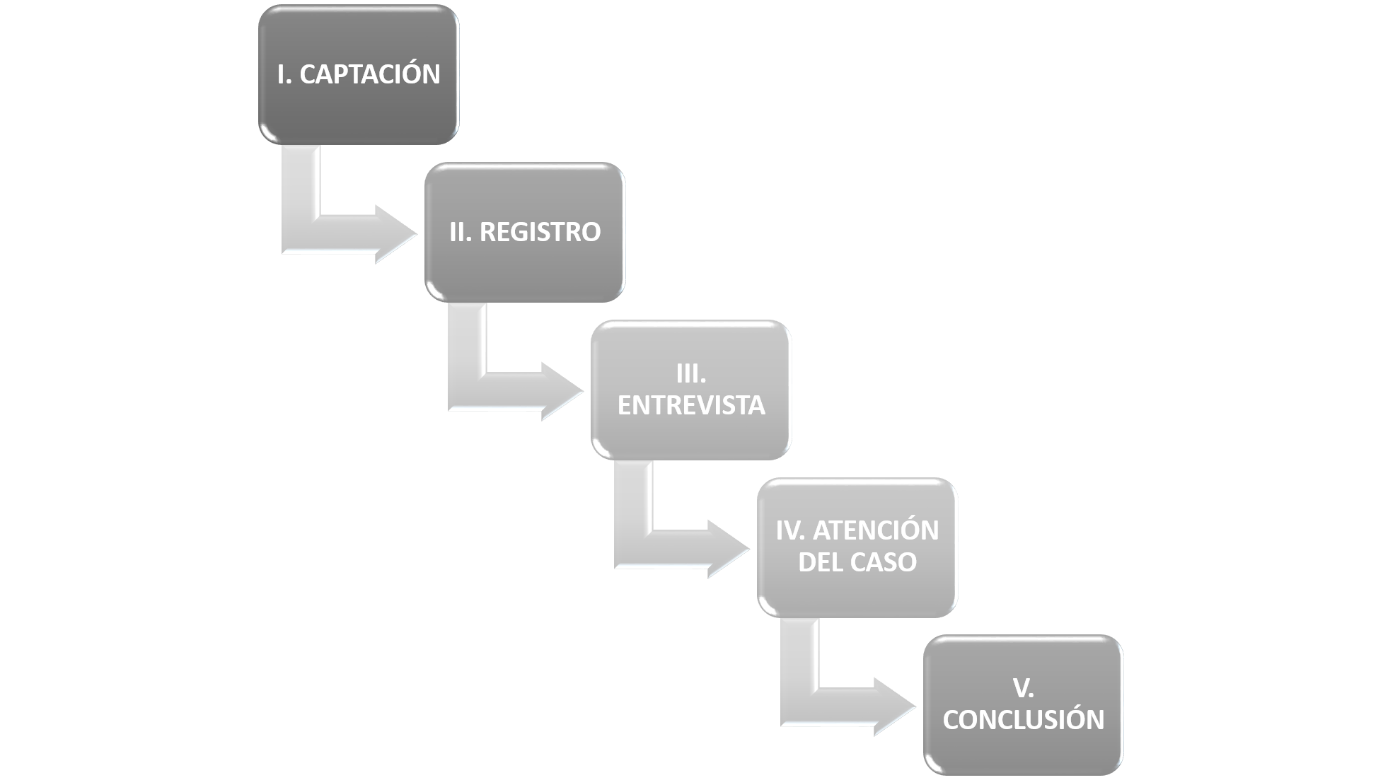 I. CAPTACIÓN
II. REGISTRO
III.
ENTREVISTA
IV. ATENCIÓN
DEL CASO
V.
CONCLUSIÓN